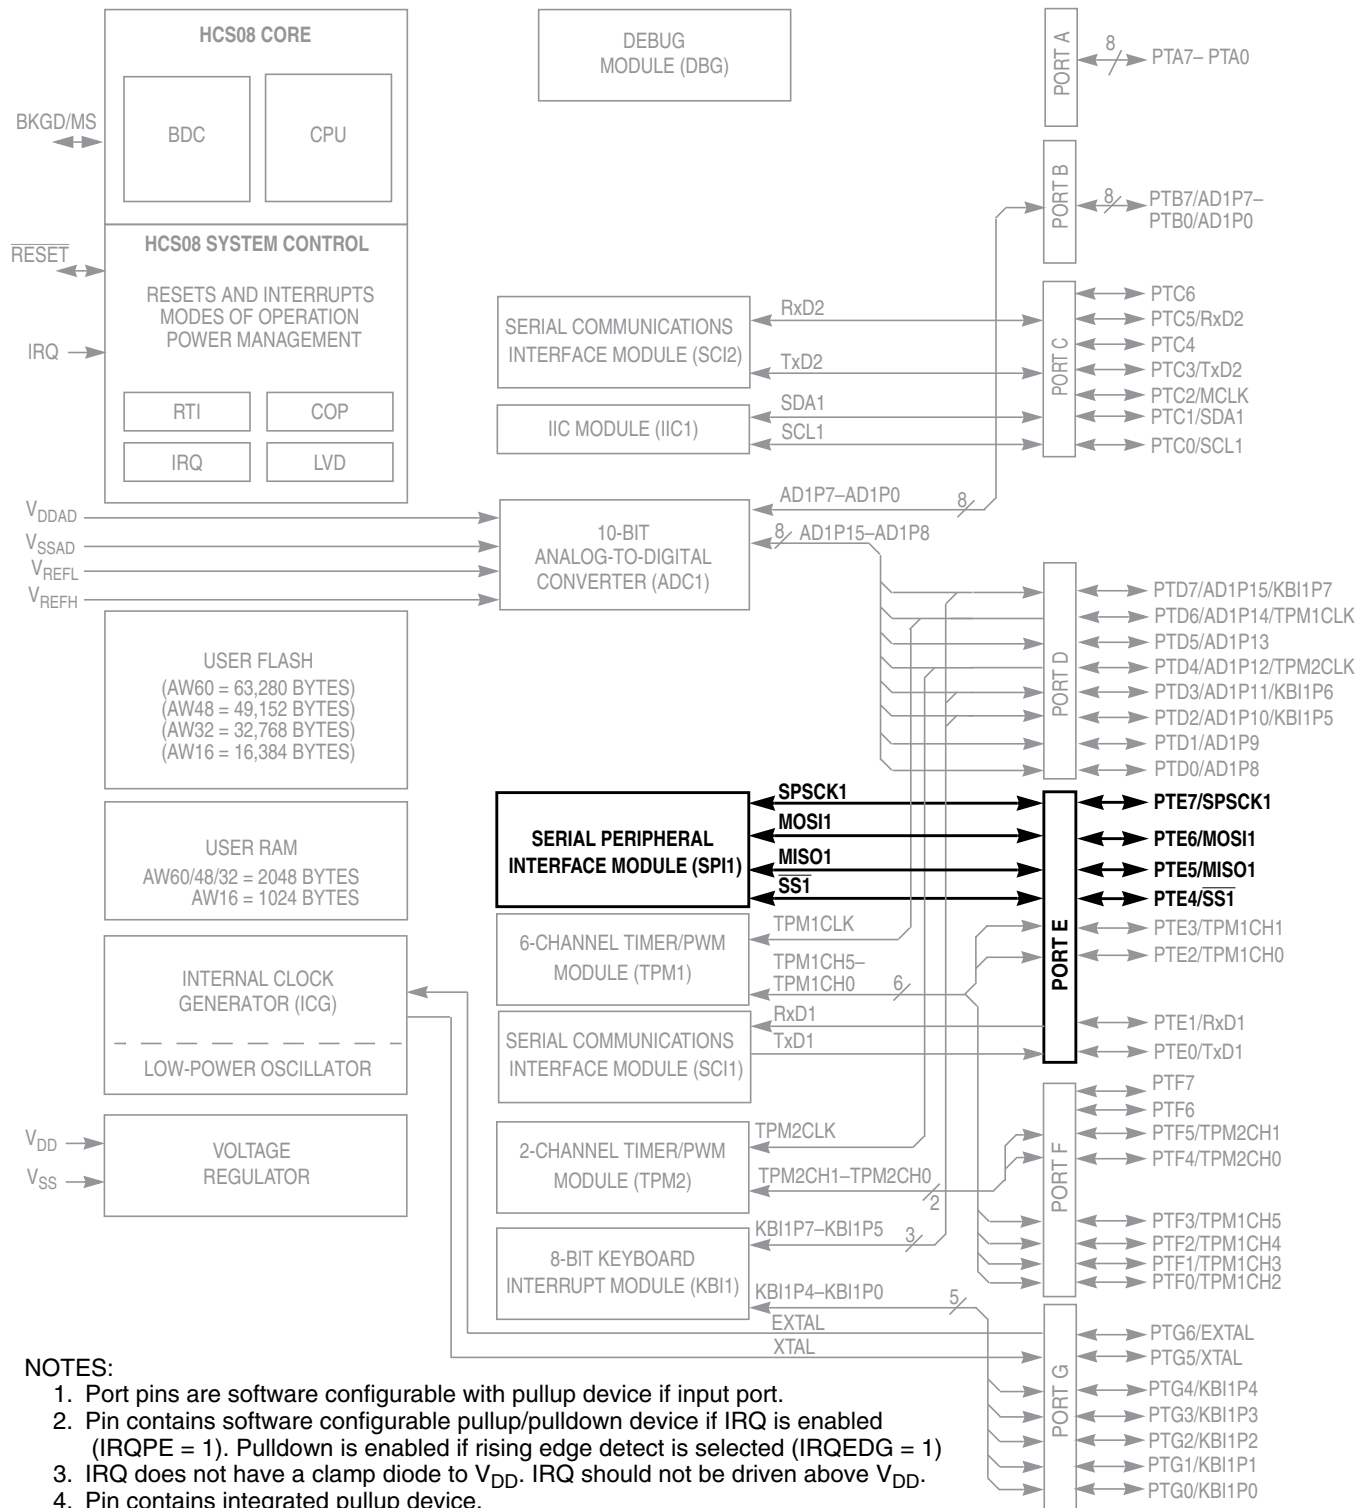 HCS08 CORE
BDC
CPU
BKGD/MS
HCS08 SYSTEM CONTROL
RESET
RESETS AND INTERRUPTS
MODES OF OPERATION
POWER MANAGEMENT
IRQ
RTI
COP
IRQ
LVD
VDDAD
VSSAD
VREFL
VREFH
USER FLASH
(AW60 = 63,280 BYTES)
(AW48 = 49,152 BYTES)
(AW32 = 32,768 BYTES)
(AW16 = 16,384 BYTES)
USER RAM
AW60/48/32 = 2048 BYTES
AW16 = 1024 BYTES
INTERNAL CLOCK
GENERATOR (ICG)
LOW-POWER OSCILLATOR
VDD
VSS
VOLTAGE
REGULATOR
DEBUG
MODULE (DBG)
SERIAL COMMUNICATIONS
INTERFACE MODULE (SCI2)
RxD2
TxD2
IIC MODULE (IIC1)
SDA1
SCL1
10-BIT
ANALOG-TO-DIGITAL
CONVERTER (ADC1)
AD1P7–AD1P0
8
8
AD1P15–AD1P8
SERIAL PERIPHERAL
INTERFACE MODULE (SPI1)
SPSCK1
MOSI1
MISO1
SS1
6-CHANNEL TIMER/PWM
MODULE (TPM1)
TPM1CLK
TPM1CH5–
TPM1CH0
6
SERIAL COMMUNICATIONS
INTERFACE MODULE (SCI1)
RxD1
TxD1
2-CHANNEL TIMER/PWM
MODULE (TPM2)
TPM2CLK
TPM2CH1–TPM2CH0
2
8-BIT KEYBOARD
INTERRUPT MODULE (KBI1)
KBI1P7–KBI1P5
3
KBI1P4–KBI1P0
5
EXTAL
XTAL
PORT A
8
PTA7– PTA0
PORT B
8
PTB7/AD1P7–
PTB0/AD1P0
PORT C
PTC6
PTC5/RxD2
PTC4
PTC3/TxD2
PTC2/MCLK
PTC1/SDA1
PTC0/SCL1
PORT D
PTD7/AD1P15/KBI1P7
PTD6/AD1P14/TPM1CLK
PTD5/AD1P13
PTD4/AD1P12/TPM2CLK
PTD3/AD1P11/KBI1P6
PTD2/AD1P10/KBI1P5
PTD1/AD1P9
PTD0/AD1P8
PORT E
PTE7/SPSCK1
PTE6/MOSI1
PTE5/MISO1
PTE4/SS1
PTE3/TPM1CH1
PTE2/TPM1CH0
PTE1/RxD1
PTE0/TxD1
PORT F
PTF7
PTF6
PTF5/TPM2CH1
PTF4/TPM2CH0
PTF3/TPM1CH5
PTF2/TPM1CH4
PTF1/TPM1CH3
PTF0/TPM1CH2
PORT G
PTG6/EXTAL
PTG5/XTAL
PTG4/KBI1P4
PTG3/KBI1P3
PTG2/KBI1P2
PTG1/KBI1P1
PTG0/KBI1P0
NOTES:
1. Port pins are software configurable with pullup device if input port.
2. Pin contains software configurable pullup/pulldown device if IRQ is enabled
(IRQPE = 1). Pulldown is enabled if rising edge detect is selected (IRQEDG = 1)
3. IRQ does not have a clamp diode to VDD. IRQ should not be driven above VDD.
4. Pin contains integrated pullup device.